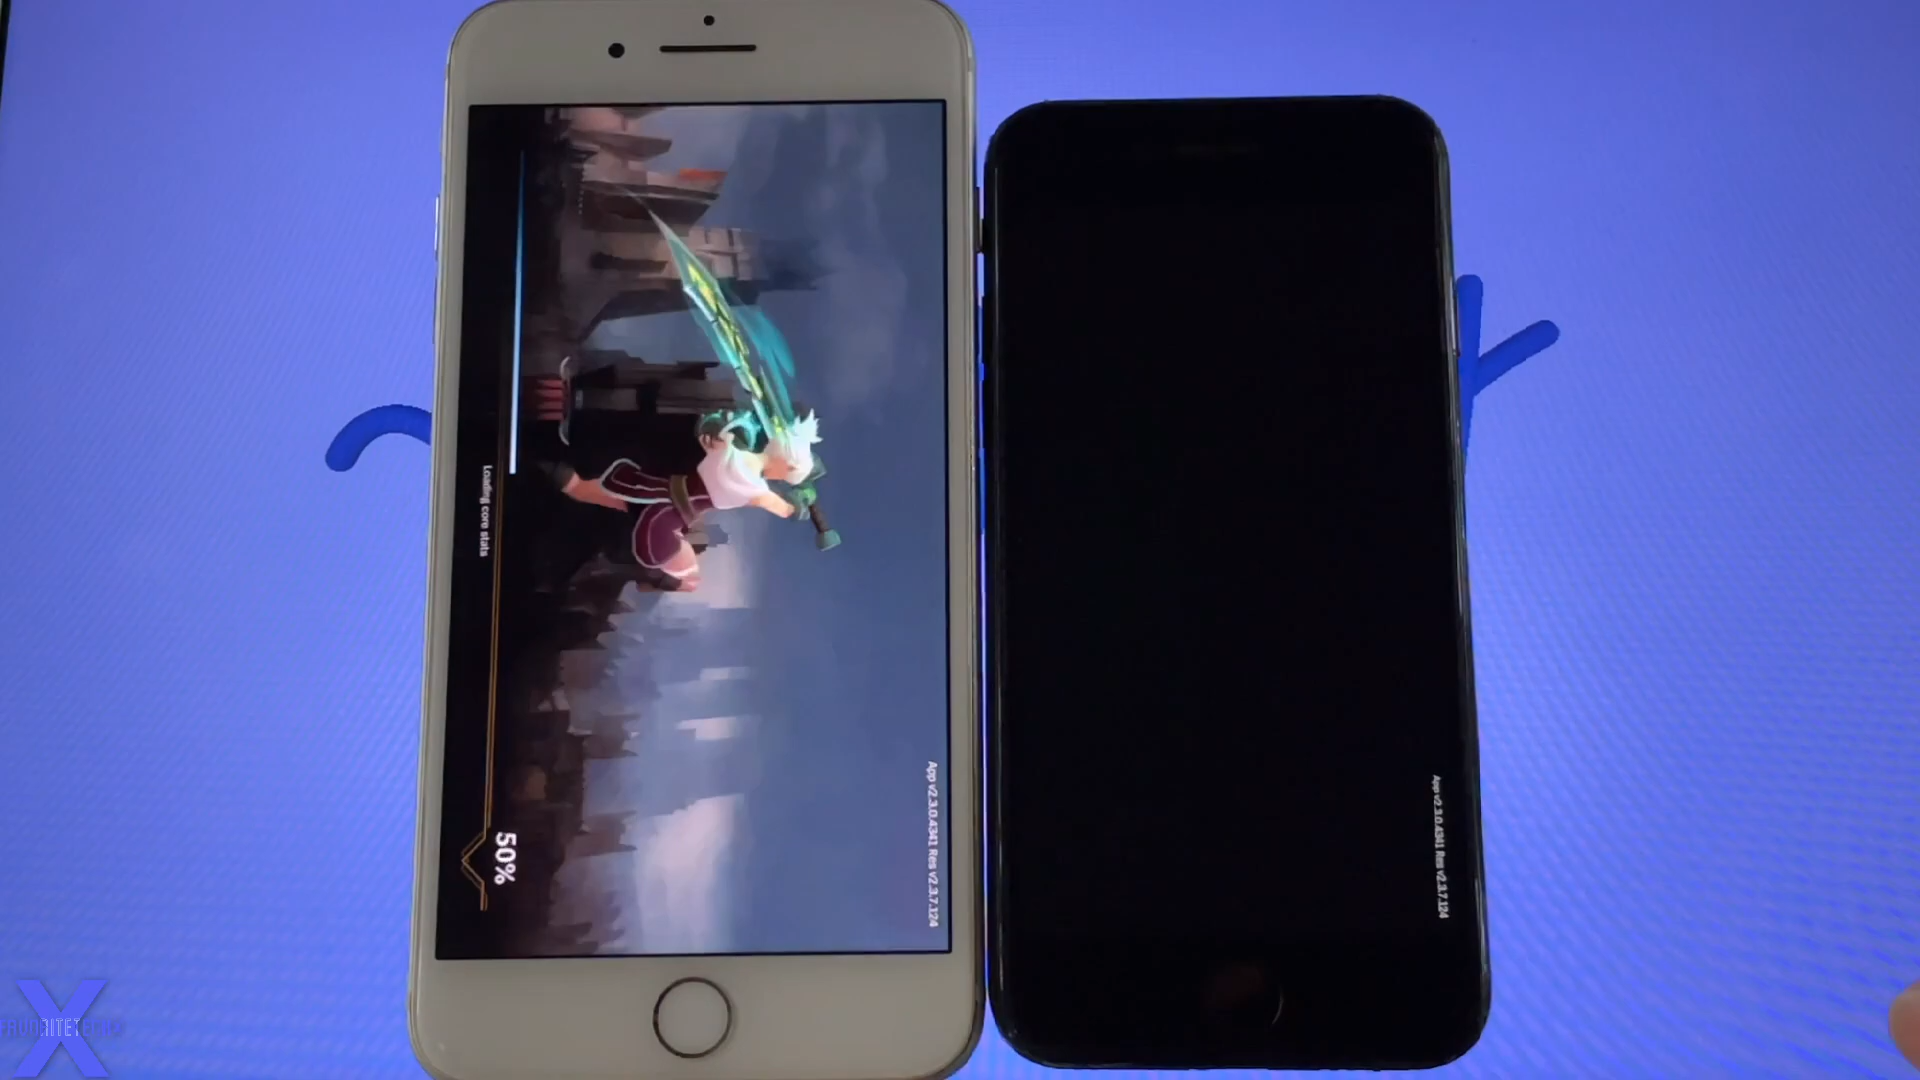 Loading core stats
50%
App v2.3.0.4341 Res v2.3.7.124
App v2.3.0.4341 Res v2.3.7.124
X
FAVORITETECHX